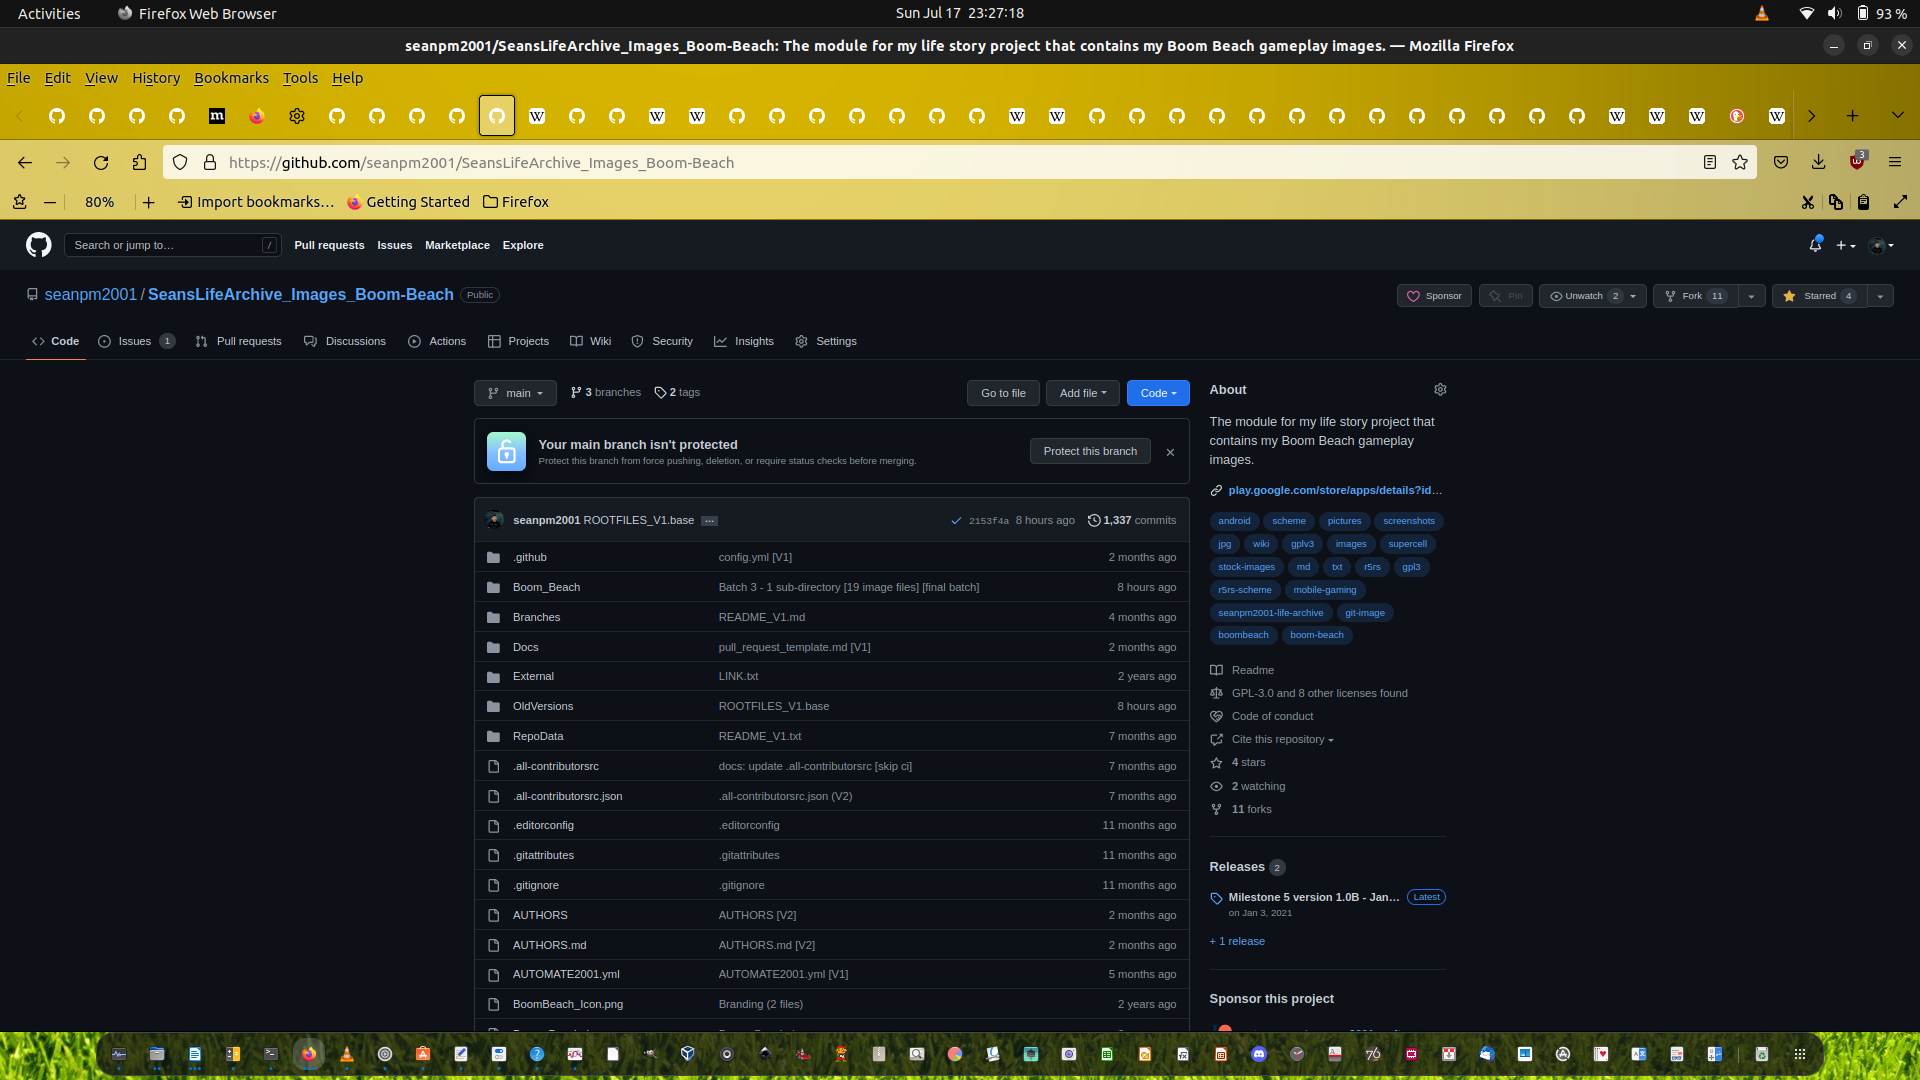 Activities
Firefox Web Browser
Sun Jul 17 23:27:18
93 %
seanpm2001/SeansLifeArchive_Images_Boom-Beach: The module for my life story project that contains my Boom Beach gameplay images. — Mozilla Firefox
File Edit View History Bookmarks Tools Help
https://github.com/seanpm2001/SeansLifeArchive_Images_Boom-Beach
3
80%
Import bookmarks…
Getting Started
Firefox
Search or jump to…
/
Pull requests
Issues
Marketplace
Explore
seanpm2001 / SeansLifeArchive_Images_Boom-Beach
Public
Sponsor
Pin
Unwatch 2
Fork 11
Starred 4
Code
Issues 1
Pull requests
Discussions
Actions
Projects
Wiki
Security
Insights
Settings
main
3 branches
2 tags
Go to file
Add file
Code
Your main branch isn't protected
Protect this branch from force pushing, deletion, or require status checks before merging.
Protect this branch
seanpm2001 ROOTFILES_V1.base
2153f4a 8 hours ago
1,337 commits
.github config.yml [V1] 2 months ago
Boom_Beach Batch 3 - 1 sub-directory [19 image files] [final batch] 8 hours ago
Branches README_V1.md 4 months ago
Docs pull_request_template.md [V1] 2 months ago
External LINK.txt 2 years ago
OldVersions ROOTFILES_V1.base 8 hours ago
RepoData README_V1.txt 7 months ago
.all-contributorsrc docs: update .all-contributorsrc [skip ci] 7 months ago
.all-contributorsrc.json .all-contributorsrc.json (V2) 7 months ago
.editorconfig .editorconfig 11 months ago
.gitattributes .gitattributes 11 months ago
.gitignore .gitignore 11 months ago
AUTHORS AUTHORS [V2] 2 months ago
AUTHORS.md AUTHORS.md [V2] 2 months ago
AUTOMATE2001.yml AUTOMATE2001.yml [V1] 5 months ago
BoomBeach_Icon.png Branding (2 files) 2 years ago
About
The module for my life story project that
contains my Boom Beach gameplay
images.
play.google.com/store/apps/details?id…
android scheme pictures screenshots
jpg wiki gplv3 images supercell
stock-images md txt r5rs gpl3
r5rs-scheme mobile-gaming
seanpm2001-life-archive git-image
boombeach boom-beach
Readme
GPL-3.0 and 8 other licenses found
Code of conduct
Cite this repository
4 stars
2 watching
11 forks
Releases 2
Milestone 5 version 1.0B - Jan… Latest
on Jan 3, 2021
+ 1 release
Sponsor this project